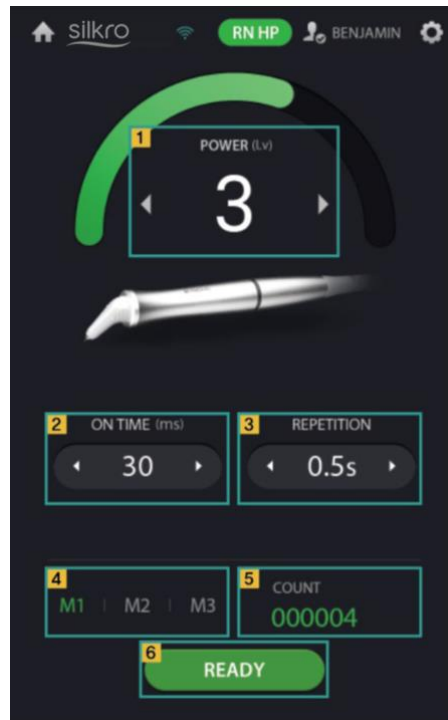 silkro RN HP BENJAMIN
1
POWER (Lv)
3
2 ON TIME (ms)
30
3 REPETITION
0.5s
4
M1 | M2 | M3
5 COUNT
000004
6
READY